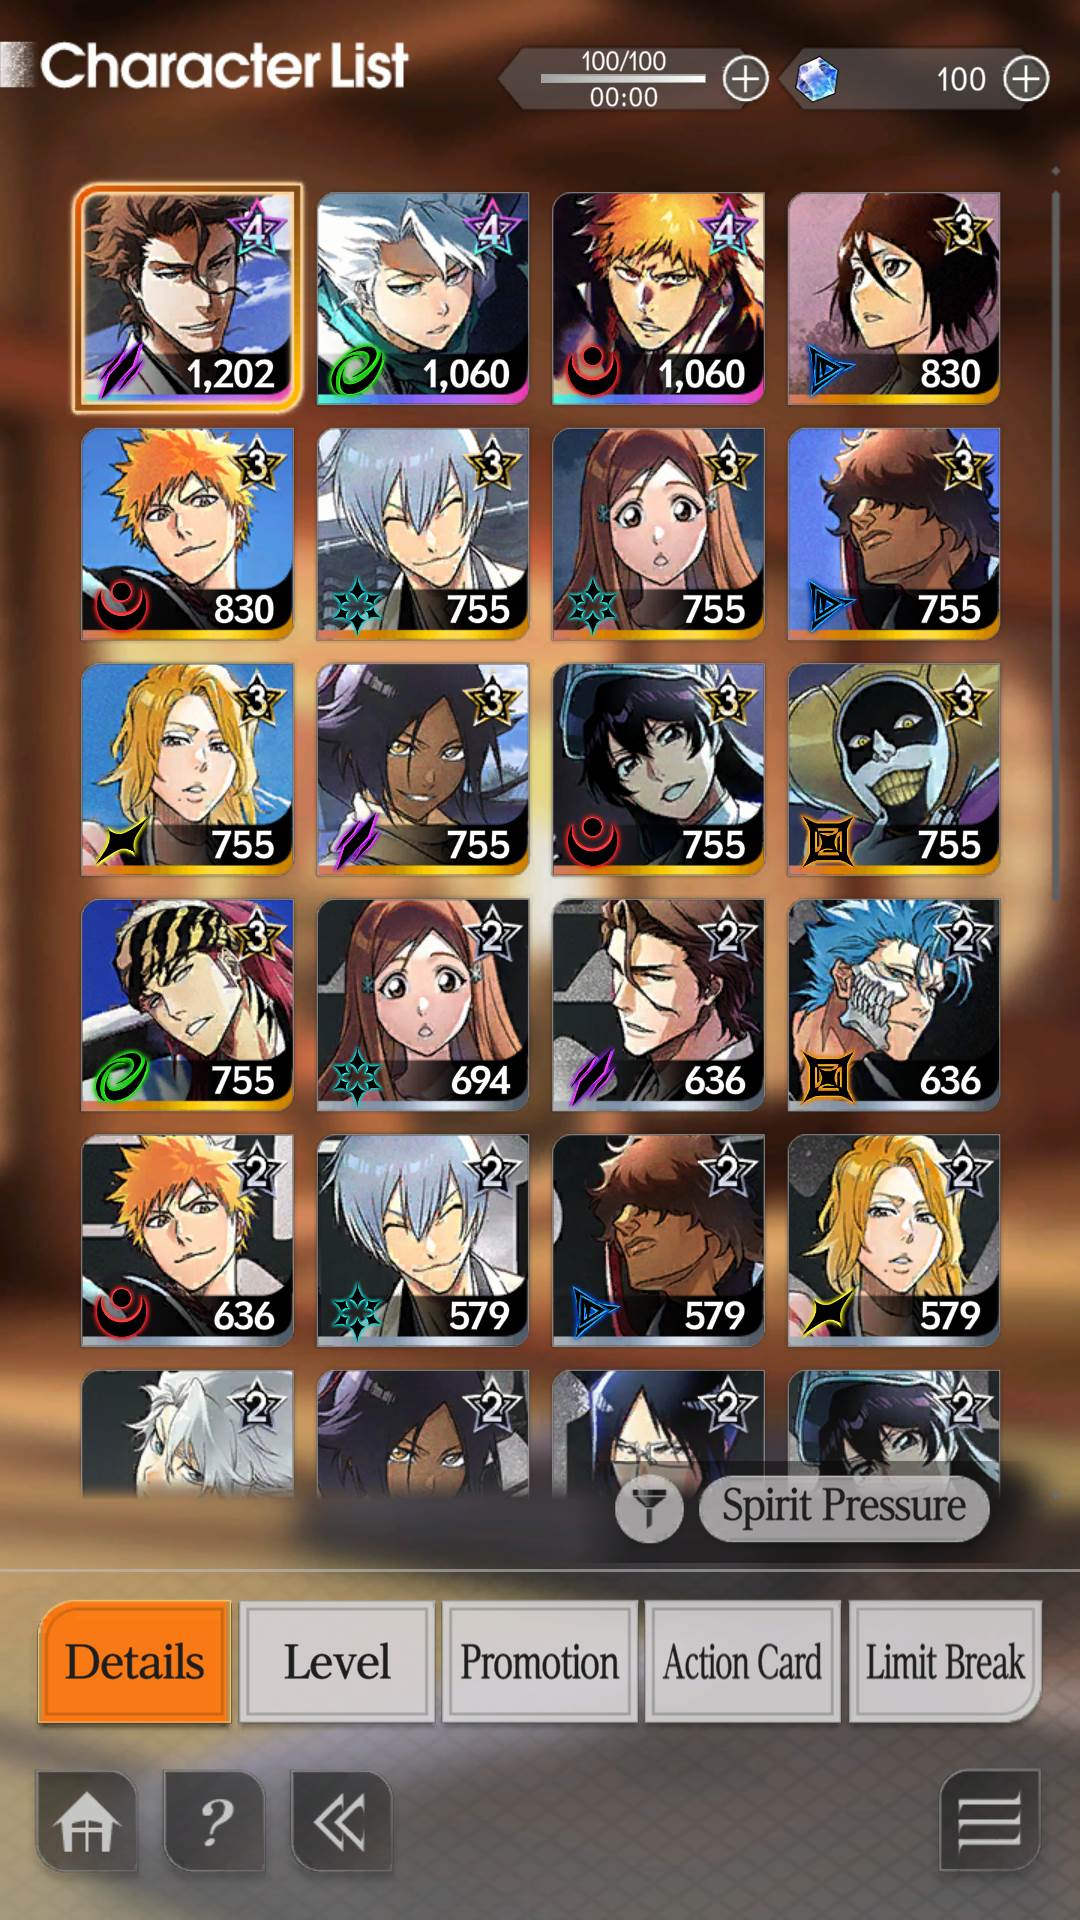 Character List
100/100
00:00
100
4 4 4 3
1,202 1,060 1,060 830
3 3 3 3
830 755 755 755
3 3 3 3
755 755 755 755
3 2 2 2
755 694 636 636
2 2 2 2
636 579 579 579
2 2 2 2
Spirit Pressure
Details Level Promotion Action Card Limit Break
?